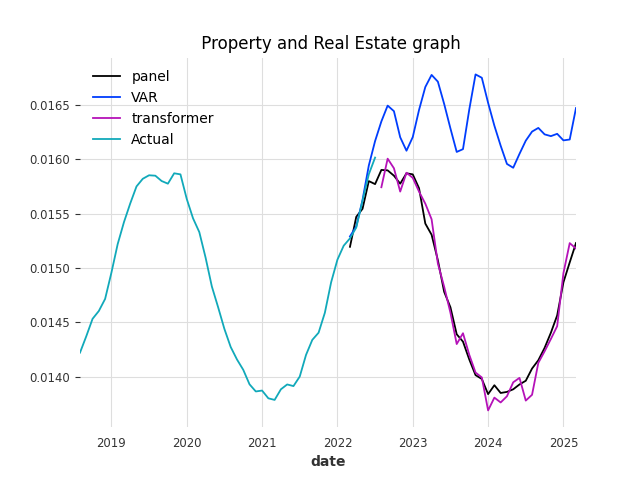 Property and Real Estate graph
panel
VAR
transformer
Actual
0.0165
0.0160
0.0155
0.0150
0.0145
0.0140
2019 2020 2021 2022 2023 2024 2025
date